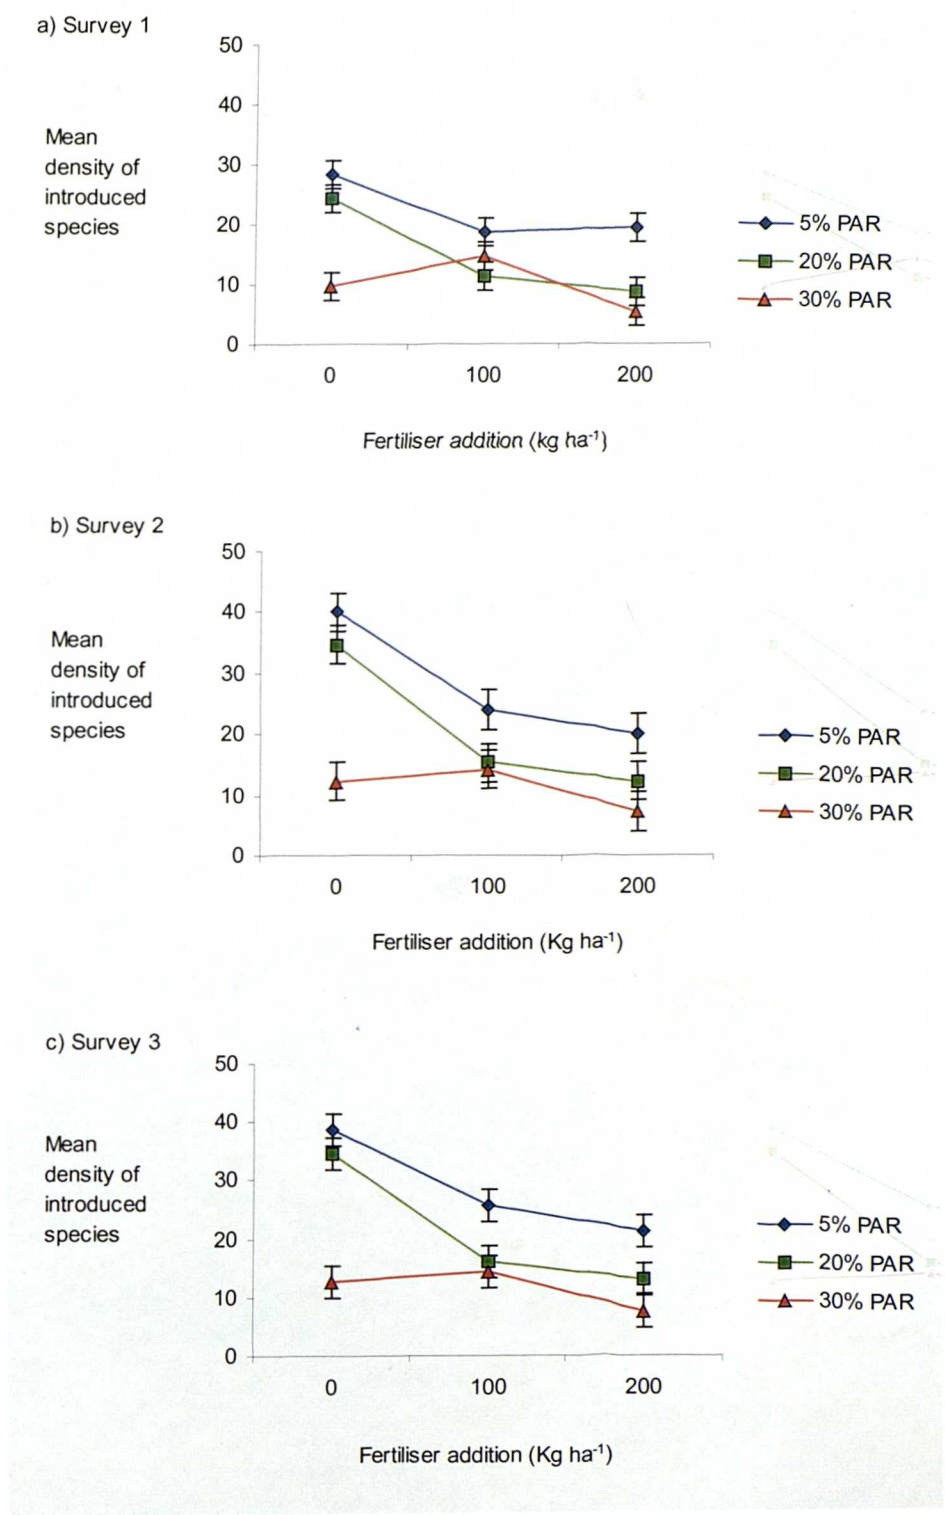 a) Survey 1
50
40
30
20
10
0
Mean
density of
introduced
species
0 100 200
Fertiliser addition (kg ha-1)
5% PAR
20% PAR
30% PAR
b) Survey 2
50
40
30
20
10
0
Mean
density of
introduced
species
0 100 200
Fertiliser addition (Kg ha-1)
5% PAR
20% PAR
30% PAR
c) Survey 3
50
40
30
20
10
0
Mean
density of
introduced
species
0 100 200
Fertiliser addition (Kg ha-1)
5% PAR
20% PAR
30% PAR